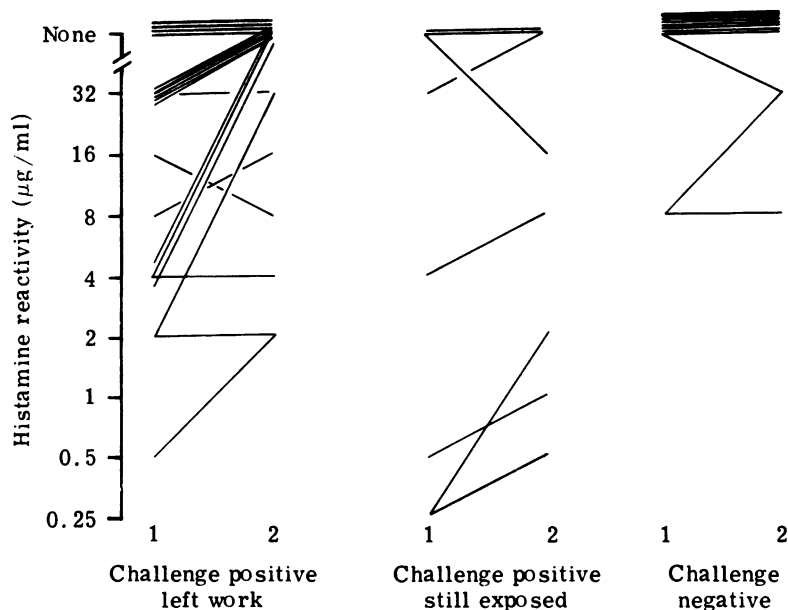 Histamine reactivity (µg/ml)
None
32
16
8
4
2
1
0.5
0.25
1 2 1 2 1 2
Challenge positive Challenge positive Challenge
left work still exposed negative